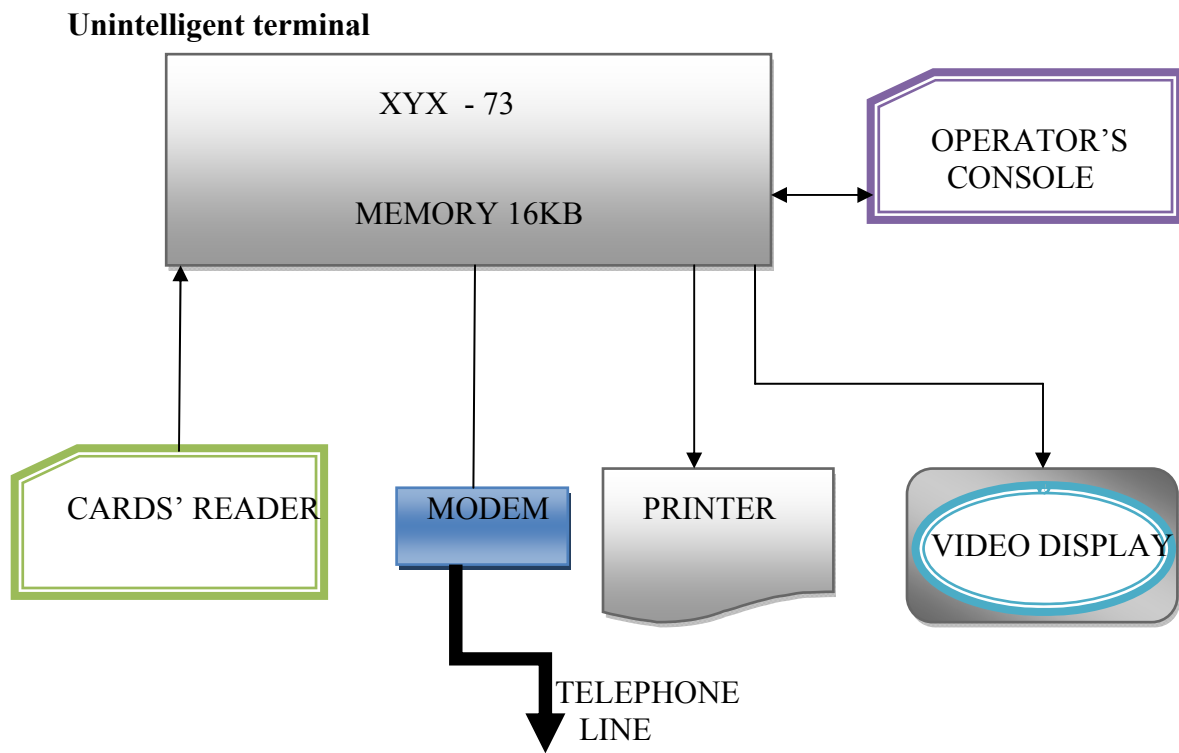 Unintelligent terminal
XYX - 73
MEMORY 16KB
OPERATOR'S
CONSOLE
CARDS' READER
MODEM
PRINTER
VIDEO DISPLAY
TELEPHONE
LINE